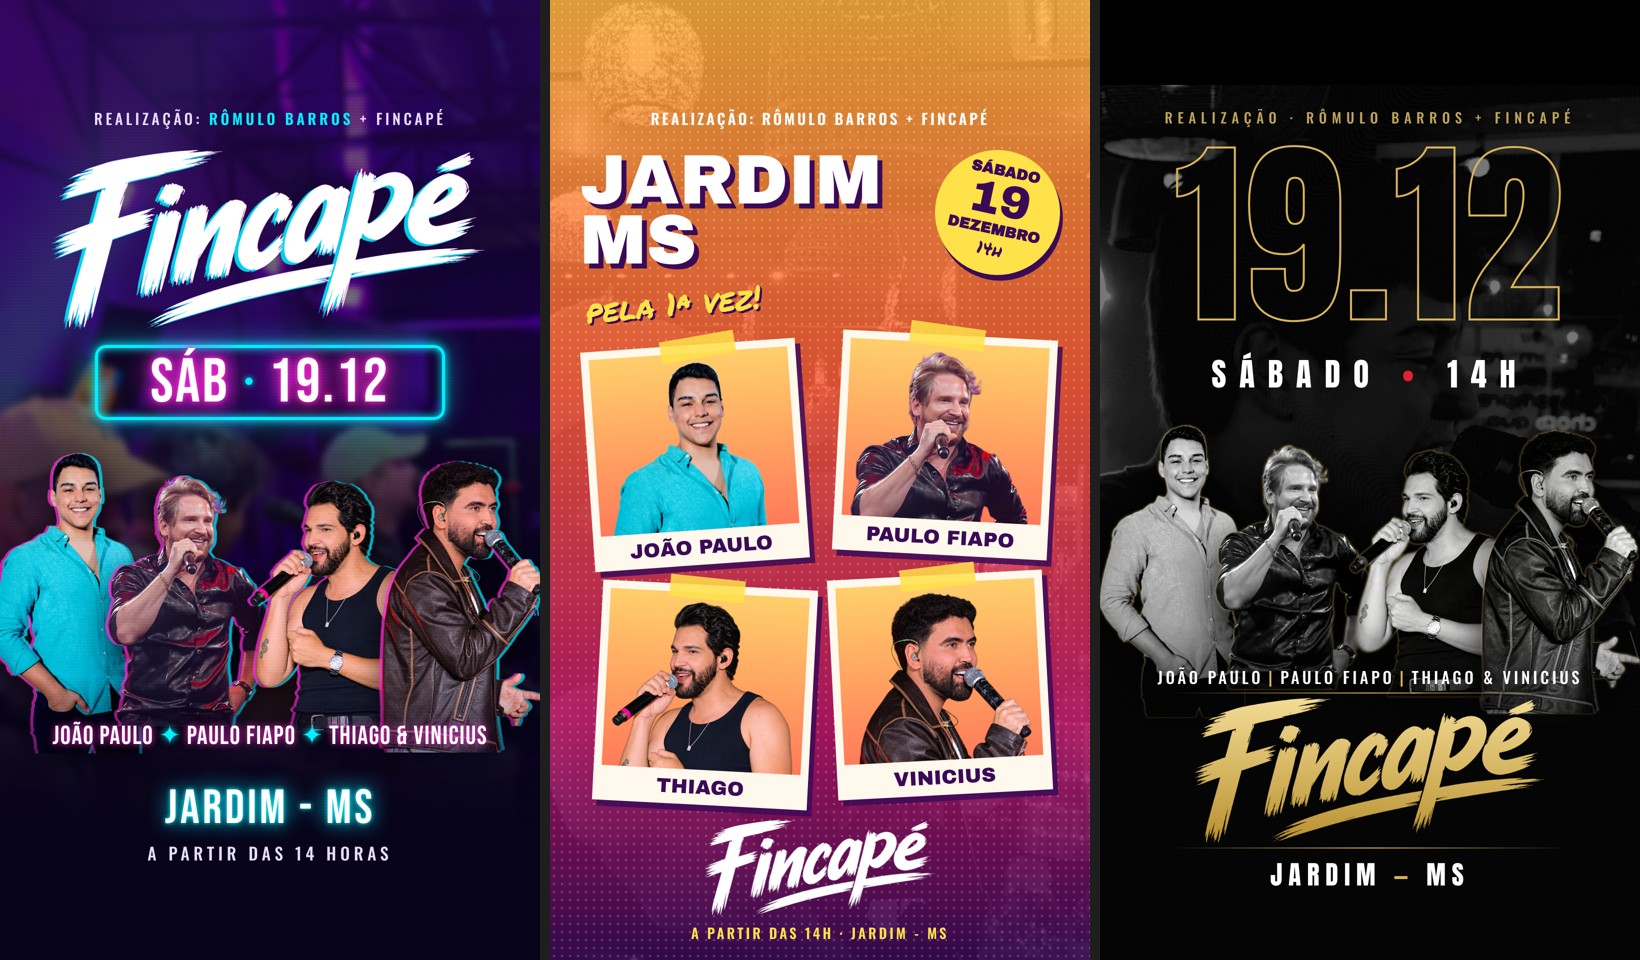 REALIZAÇÃO: RÔMULO BARROS + FINCAPÉ
Fincapé
SÁB · 19.12
JOÃO PAULO ✦ PAULO FIAPO ✦ THIAGO & VINICIUS
JARDIM - MS
A PARTIR DAS 14 HORAS
REALIZAÇÃO: RÔMULO BARROS + FINCAPÉ
JARDIM
MS
SÁBADO
19
DEZEMBRO
14H
PELA 1ª VEZ!
JOÃO PAULO
PAULO FIAPO
THIAGO
VINICIUS
Fincapé
A PARTIR DAS 14H · JARDIM - MS
REALIZAÇÃO · RÔMULO BARROS + FINCAPÉ
19.12
SÁBADO • 14H
JOÃO PAULO | PAULO FIAPO | THIAGO & VINICIUS
Fincapé
JARDIM – MS